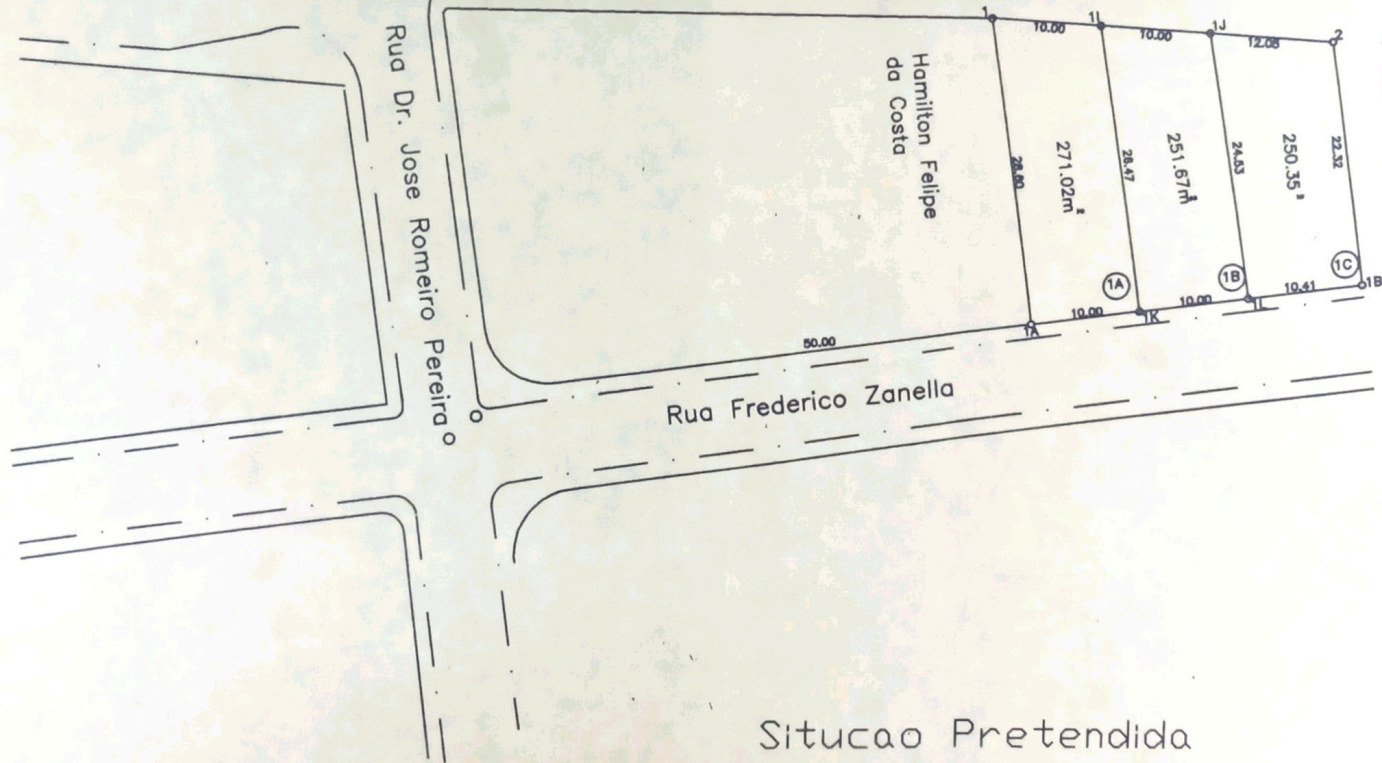 1
10.00
1I
10.00
1J
12.05
2
Rua Dr. Jose Romeiro Pereira
Hamilton Felipe
da Costa
28.80
271.02m²
26.47
251.67m²
24.53
250.35²
22.32
1A
1B
1C
1A
10.00
1K
10.00
1L
10.41
1B
50.00
Rua Frederico Zanella
Situcao Pretendida